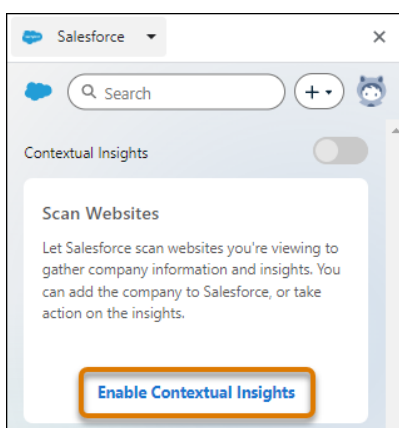 Salesforce
Search
Contextual Insights
Scan Websites
Let Salesforce scan websites you're viewing to
gather company information and insights. You
can add the company to Salesforce, or take
action on the insights.
Enable Contextual Insights